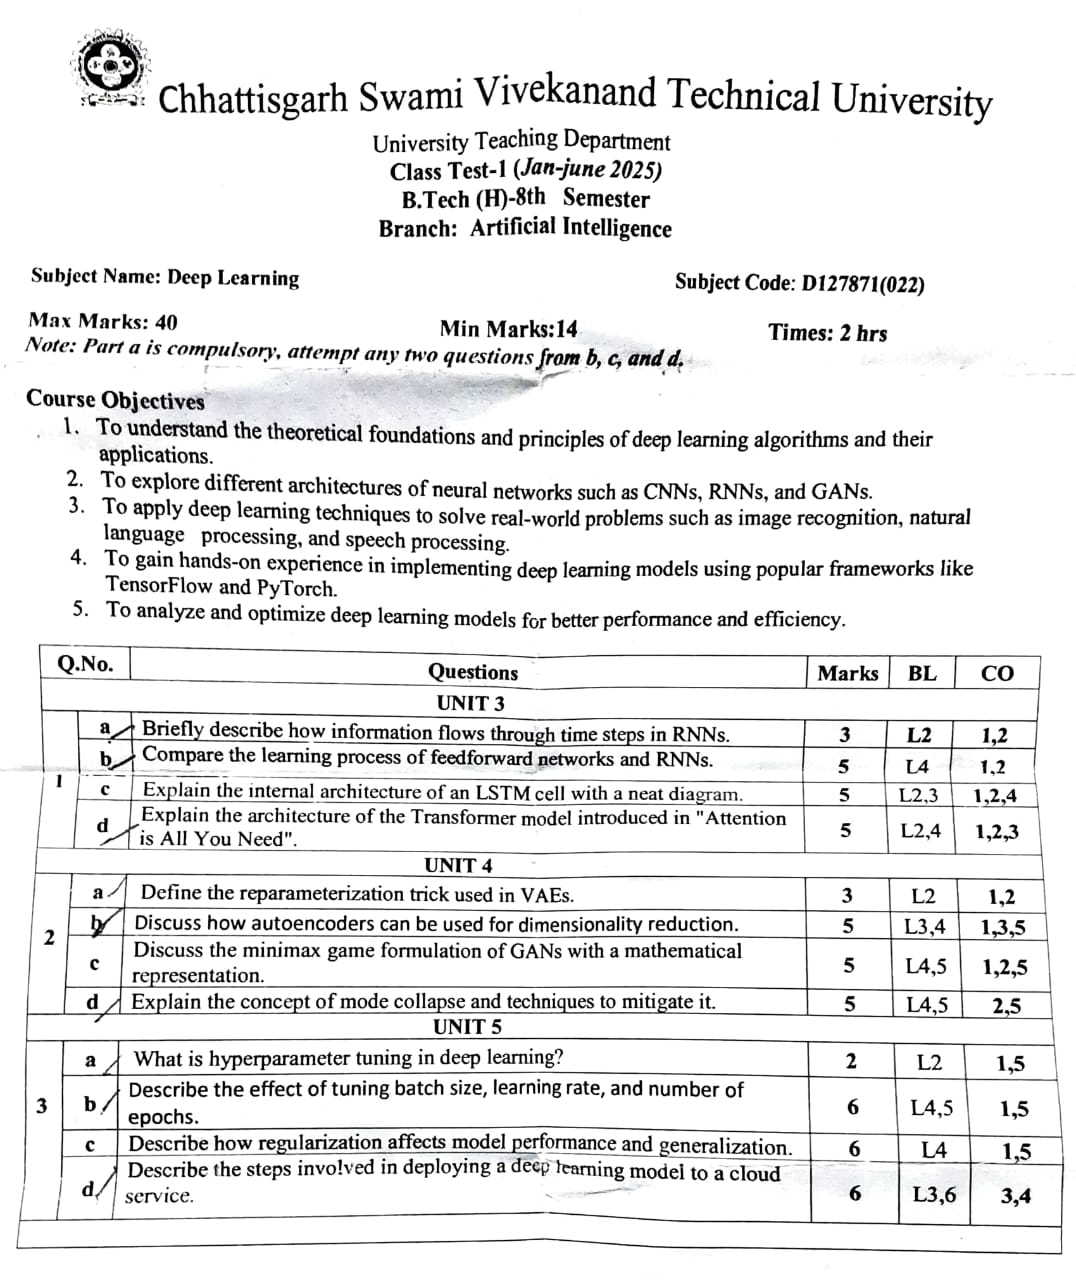 Chhattisgarh Swami Vivekanand Technical University
University Teaching Department
Class Test-1 (Jan-june 2025)
B.Tech (H)-8th Semester
Branch: Artificial Intelligence
Subject Name: Deep Learning Subject Code: D127871(022)
Max Marks: 40 Min Marks:14 Times: 2 hrs
Note: Part a is compulsory, attempt any two questions from b, c, and d.
Course Objectives
1. To understand the theoretical foundations and principles of deep learning algorithms and their
applications.
2. To explore different architectures of neural networks such as CNNs, RNNs, and GANs.
3. To apply deep learning techniques to solve real-world problems such as image recognition, natural
language processing, and speech processing.
4. To gain hands-on experience in implementing deep learning models using popular frameworks like
TensorFlow and PyTorch.
5. To analyze and optimize deep learning models for better performance and efficiency.
Q.No. Questions Marks BL CO
UNIT 3
a Briefly describe how information flows through time steps in RNNs. 3 L2 1,2
b Compare the learning process of feedforward networks and RNNs. 5 L4 1,2
1 c Explain the internal architecture of an LSTM cell with a neat diagram. 5 L2,3 1,2,4
d Explain the architecture of the Transformer model introduced in "Attention
is All You Need". 5 L2,4 1,2,3
UNIT 4
a Define the reparameterization trick used in VAEs. 3 L2 1,2
2 b Discuss how autoencoders can be used for dimensionality reduction. 5 L3,4 1,3,5
c Discuss the minimax game formulation of GANs with a mathematical
representation. 5 L4,5 1,2,5
d Explain the concept of mode collapse and techniques to mitigate it. 5 L4,5 2,5
UNIT 5
a What is hyperparameter tuning in deep learning? 2 L2 1,5
3 b Describe the effect of tuning batch size, learning rate, and number of
epochs. 6 L4,5 1,5
c Describe how regularization affects model performance and generalization. 6 L4 1,5
d Describe the steps involved in deploying a deep learning model to a cloud
service. 6 L3,6 3,4